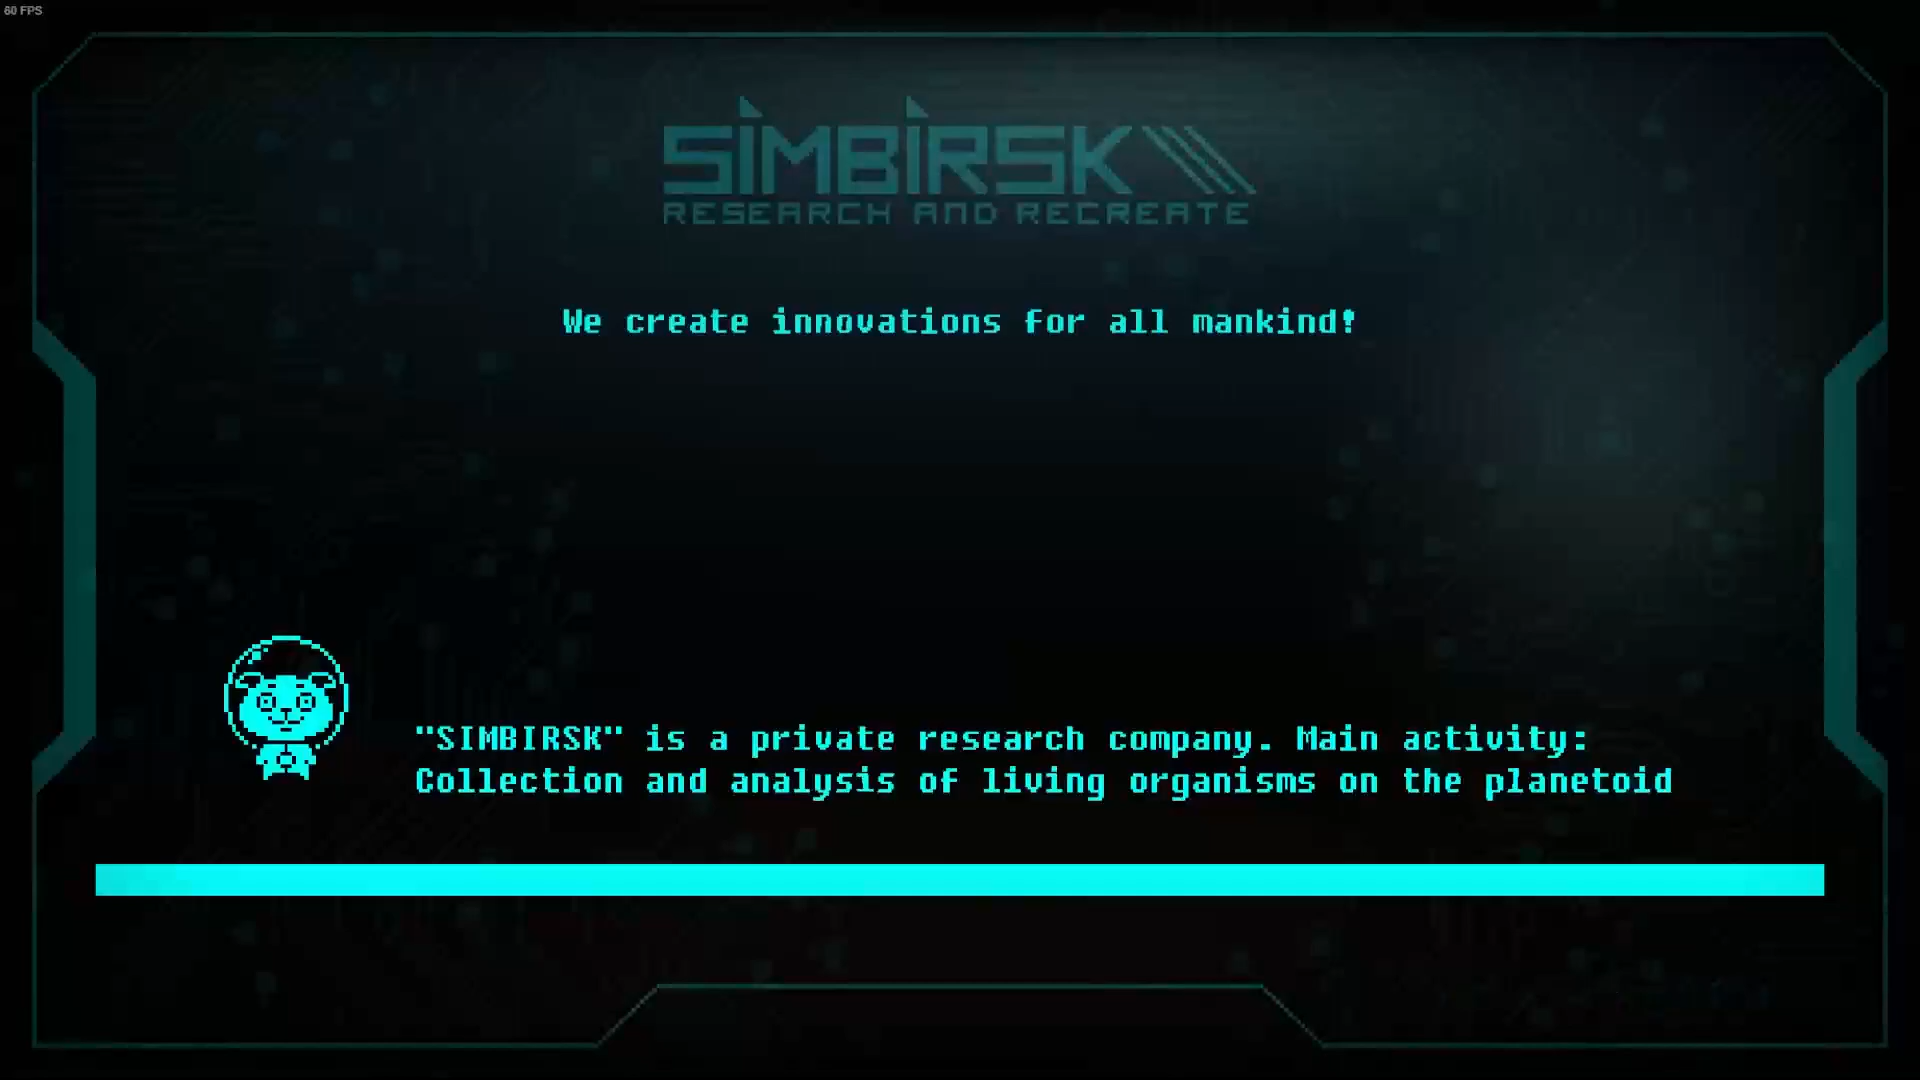 60 FPS
SIMBIRSK
RESEARCH AND RECREATE
We create innovations for all mankind!
"SIMBIRSK" is a private research company. Main activity:
Collection and analysis of living organisms on the planetoid